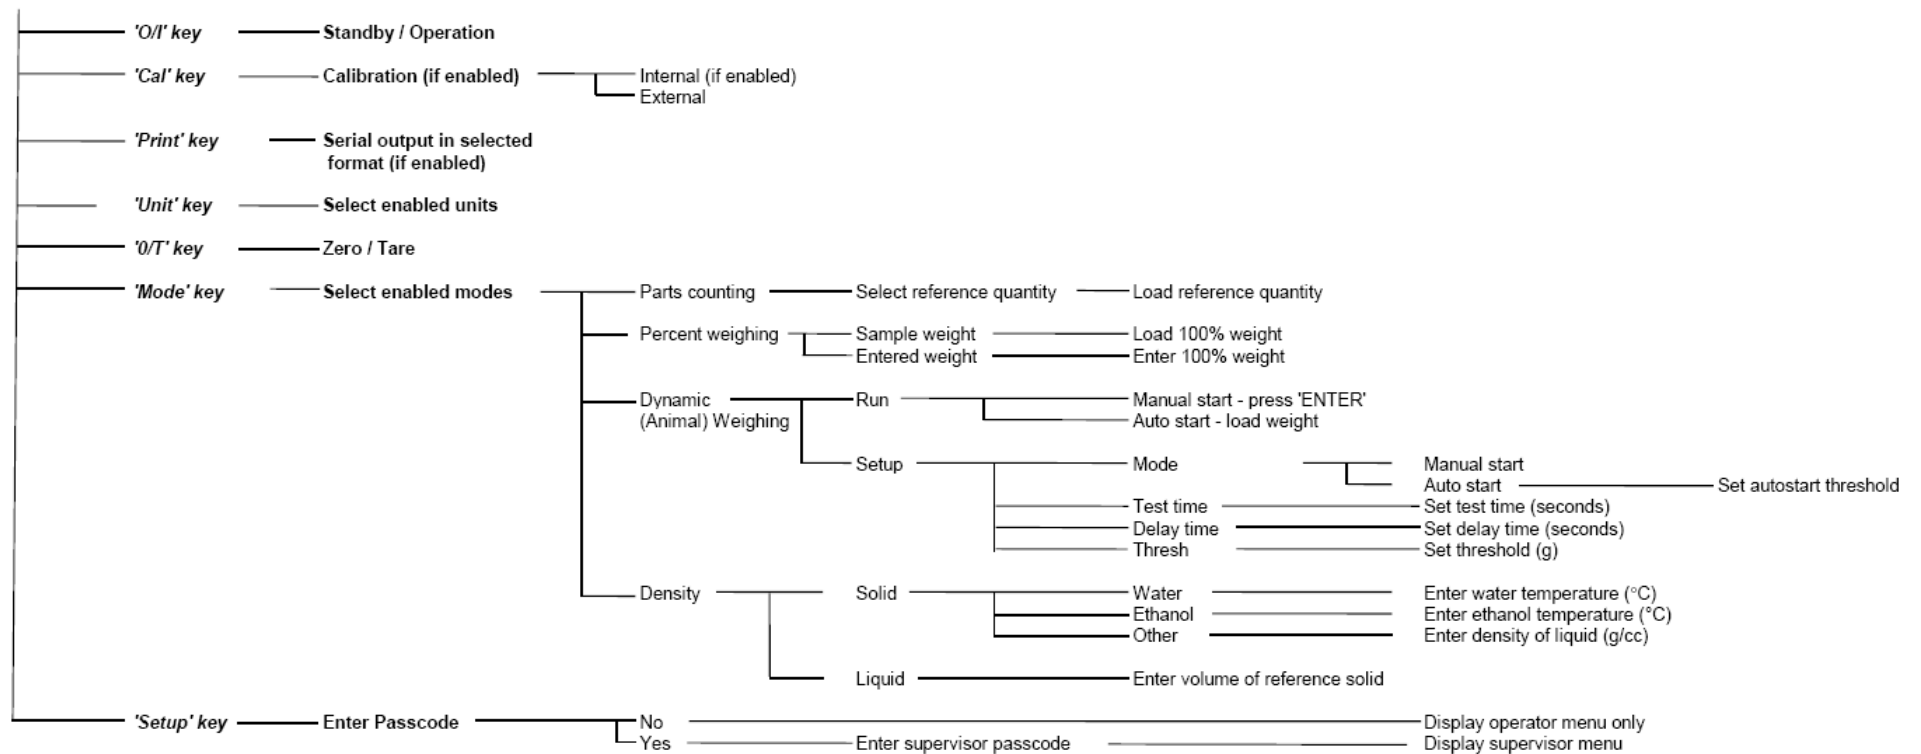 'O/I' key Standby / Operation
'Cal' key Calibration (if enabled) Internal (if enabled)
External
'Print' key Serial output in selected
format (if enabled)
'Unit' key Select enabled units
'0/T' key Zero / Tare
'Mode' key Select enabled modes Parts counting Select reference quantity Load reference quantity
Percent weighing Sample weight Load 100% weight
Entered weight Enter 100% weight
Dynamic Run Manual start - press 'ENTER'
(Animal) Weighing Auto start - load weight
Setup Mode Manual start
Auto start Set autostart threshold
Test time Set test time (seconds)
Delay time Set delay time (seconds)
Thresh Set threshold (g)
Density Solid Water Enter water temperature (°C)
Ethanol Enter ethanol temperature (°C)
Other Enter density of liquid (g/cc)
Liquid Enter volume of reference solid
'Setup' key Enter Passcode No Display operator menu only
Yes Enter supervisor passcode Display supervisor menu